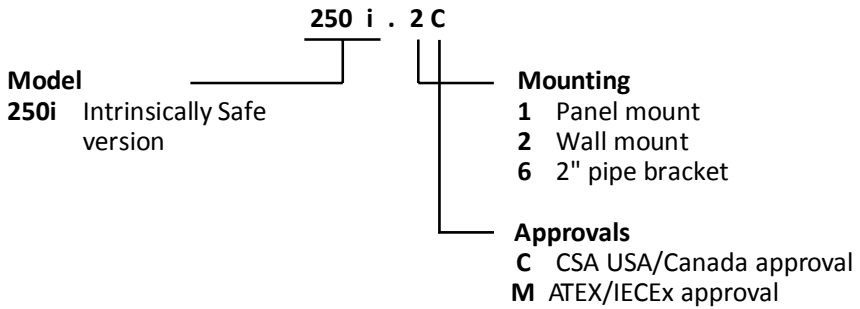 250 i . 2 C
Model
250i Intrinsically Safe
version
Mounting
1 Panel mount
2 Wall mount
6 2" pipe bracket
Approvals
C CSA USA/Canada approval
M ATEX/IECEx approval